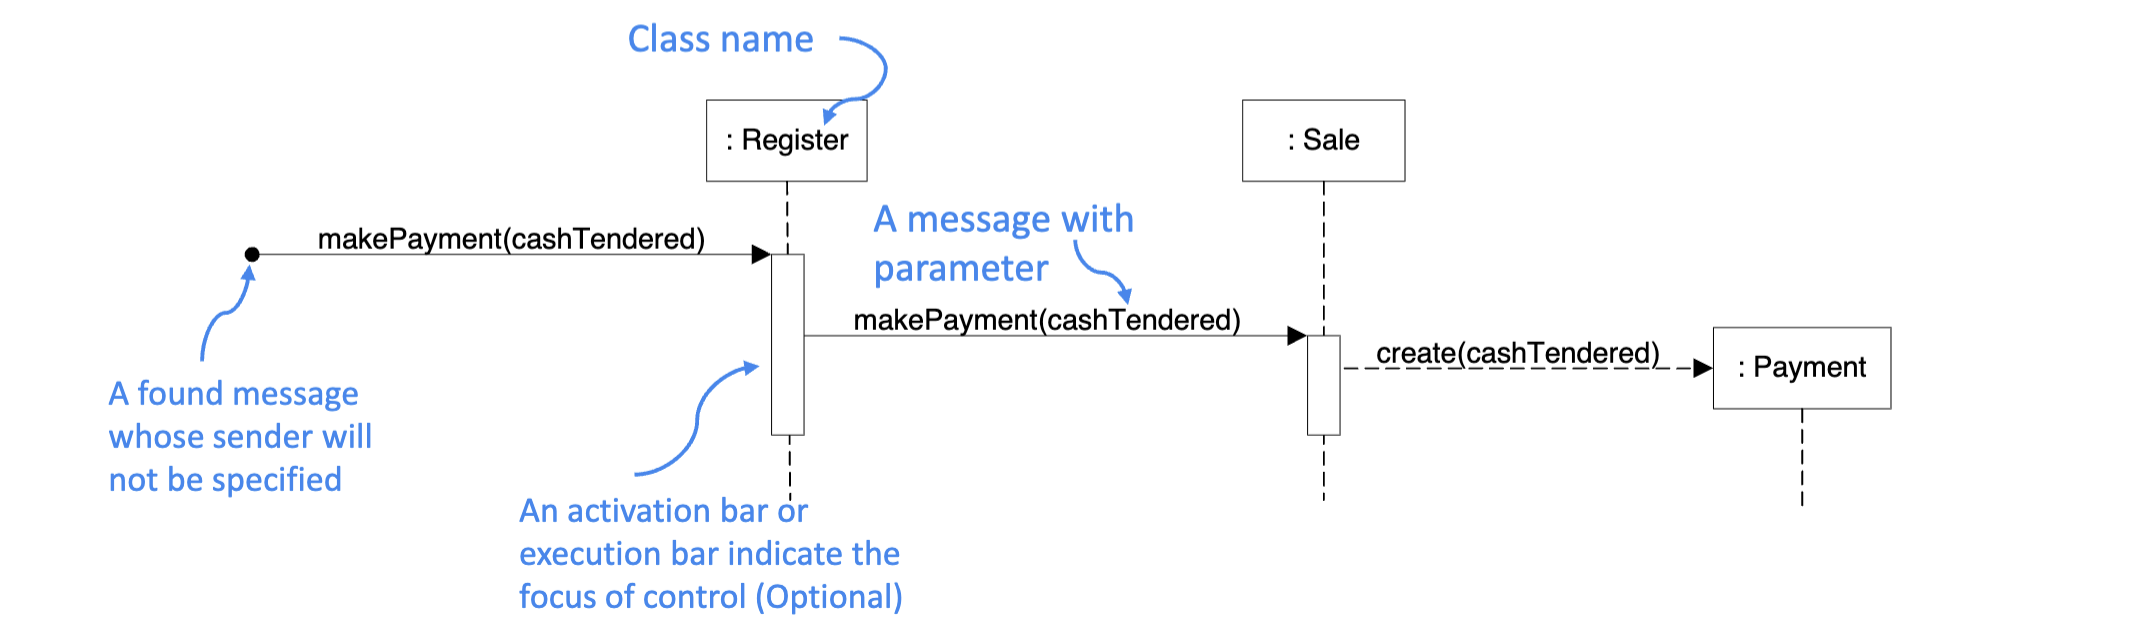 Class name
: Register
: Sale
makePayment(cashTendered)
A message with
parameter
makePayment(cashTendered)
create(cashTendered)
: Payment
A found message
whose sender will
not be specified
An activation bar or
execution bar indicate the
focus of control (Optional)